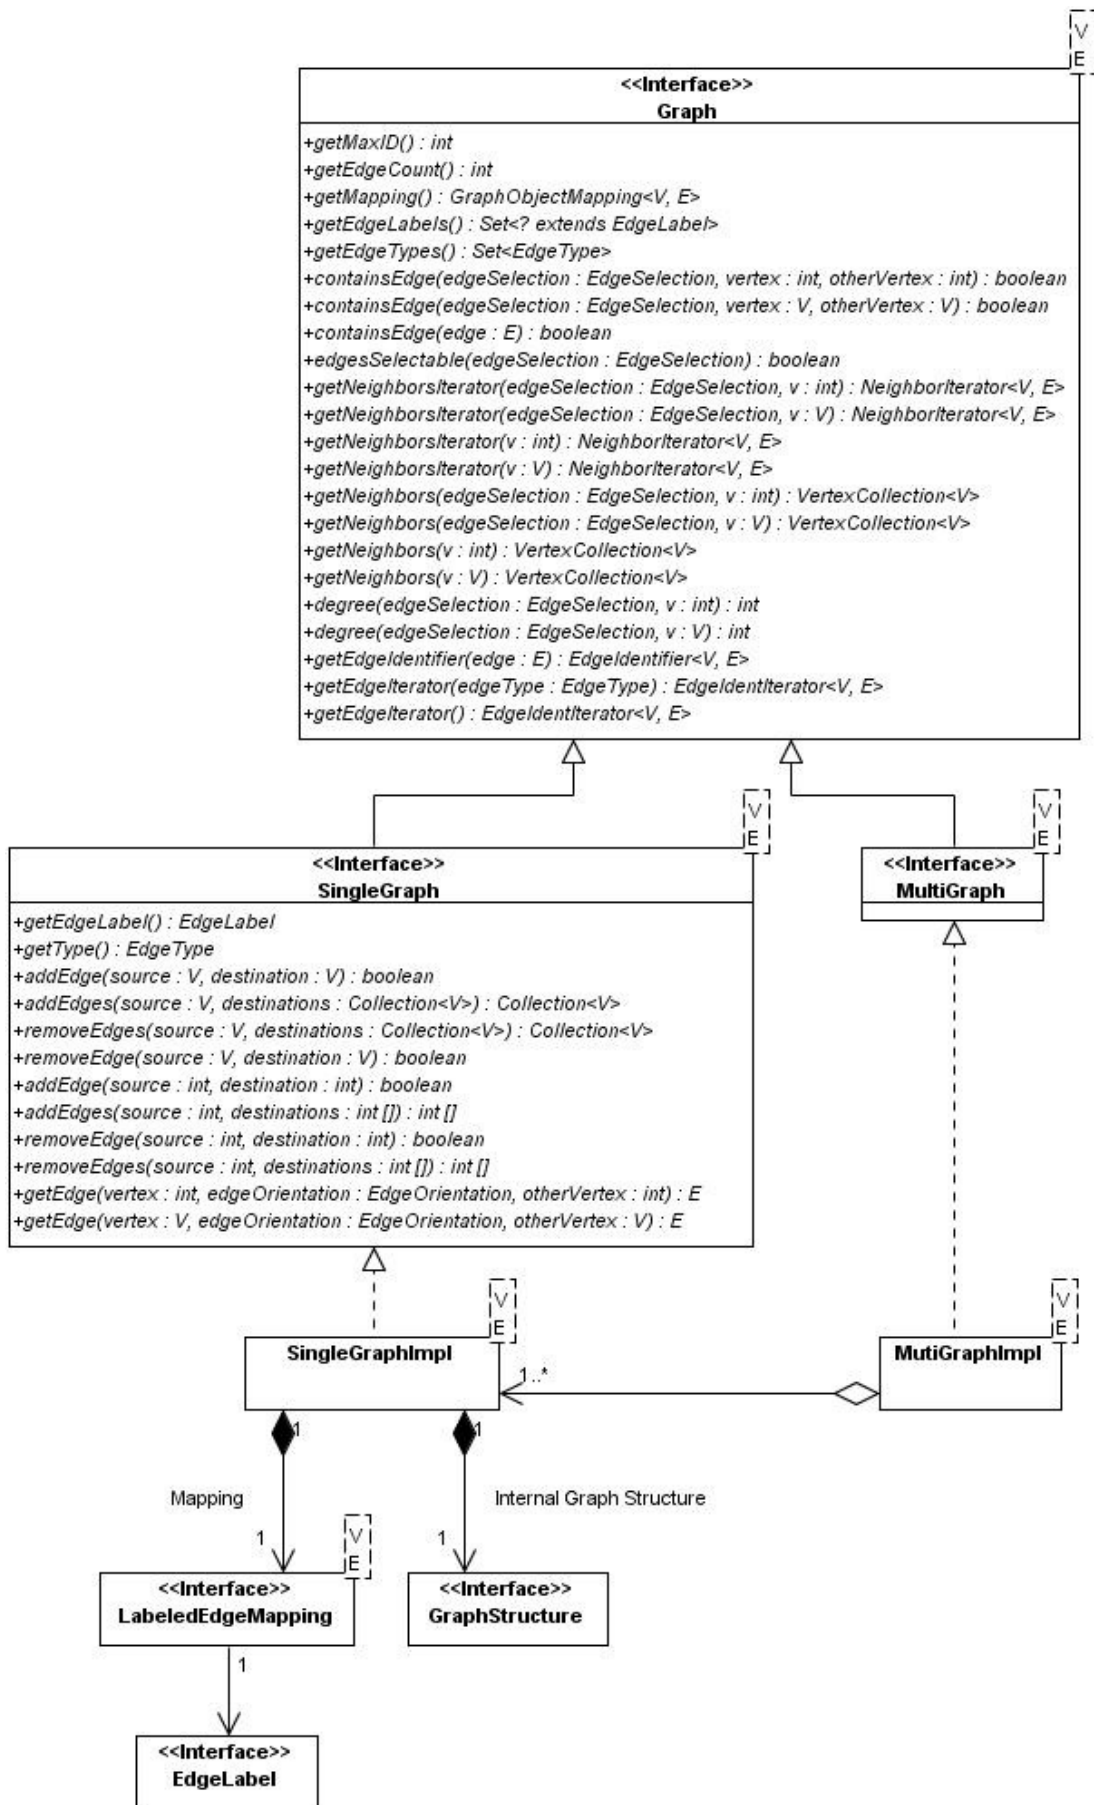 V
E
<<Interface>>
Graph
+getMaxID() : int
+getEdgeCount() : int
+getMapping() : GraphObjectMapping<V, E>
+getEdgeLabels() : Set<? extends EdgeLabel>
+getEdgeTypes() : Set<EdgeType>
+containsEdge(edgeSelection : EdgeSelection, vertex : int, otherVertex : int) : boolean
+containsEdge(edgeSelection : EdgeSelection, vertex : V, otherVertex : V) : boolean
+containsEdge(edge : E) : boolean
+edgesSelectable(edgeSelection : EdgeSelection) : boolean
+getNeighborsIterator(edgeSelection : EdgeSelection, v : int) : NeighborIterator<V, E>
+getNeighborsIterator(edgeSelection : EdgeSelection, v : V) : NeighborIterator<V, E>
+getNeighborsIterator(v : int) : NeighborIterator<V, E>
+getNeighborsIterator(v : V) : NeighborIterator<V, E>
+getNeighbors(edgeSelection : EdgeSelection, v : int) : VertexCollection<V>
+getNeighbors(edgeSelection : EdgeSelection, v : V) : VertexCollection<V>
+getNeighbors(v : int) : VertexCollection<V>
+getNeighbors(v : V) : VertexCollection<V>
+degree(edgeSelection : EdgeSelection, v : int) : int
+degree(edgeSelection : EdgeSelection, v : V) : int
+getEdgeIdentifier(edge : E) : EdgeIdentifier<V, E>
+getEdgeIterator(edgeType : EdgeType) : EdgeIdentIterator<V, E>
+getEdgeIterator() : EdgeIdentIterator<V, E>
V
E
<<Interface>>
SingleGraph
+getEdgeLabel() : EdgeLabel
+getType() : EdgeType
+addEdge(source : V, destination : V) : boolean
+addEdges(source : V, destinations : Collection<V>) : Collection<V>
+removeEdges(source : V, destinations : Collection<V>) : Collection<V>
+removeEdge(source : V, destination : V) : boolean
+addEdge(source : int, destination : int) : boolean
+addEdges(source : int, destinations : int []) : int []
+removeEdge(source : int, destination : int) : boolean
+removeEdges(source : int, destinations : int []) : int []
+getEdge(vertex : int, edgeOrientation : EdgeOrientation, otherVertex : int) : E
+getEdge(vertex : V, edgeOrientation : EdgeOrientation, otherVertex : V) : E
V
E
<<Interface>>
MultiGraph
V
E
SingleGraphImpl
V
E
MutiGraphImpl
1..*
1
1
Mapping
Internal Graph Structure
1
1
V
E
<<Interface>>
LabeledEdgeMapping
<<Interface>>
GraphStructure
1
<<Interface>>
EdgeLabel